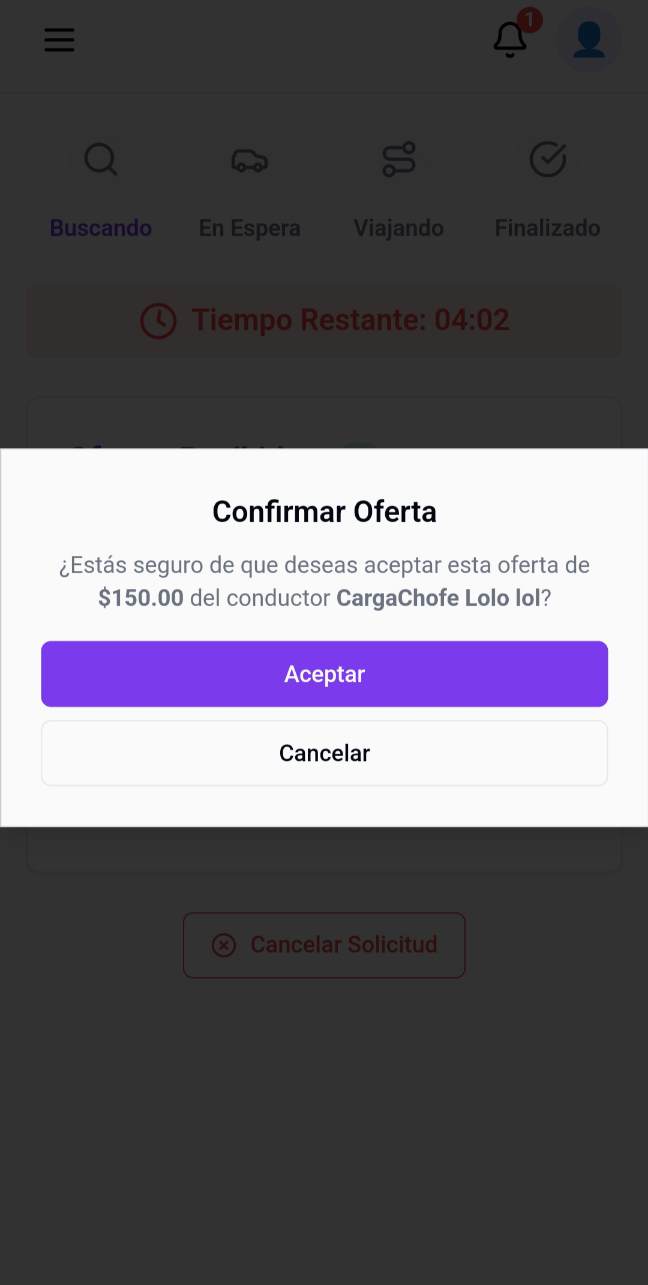 1
Buscando
En Espera
Viajando
Finalizado
Tiempo Restante: 04:02
Confirmar Oferta
¿Estás seguro de que deseas aceptar esta oferta de
$150.00 del conductor CargaChofe Lolo lol?
Aceptar
Cancelar
Cancelar Solicitud